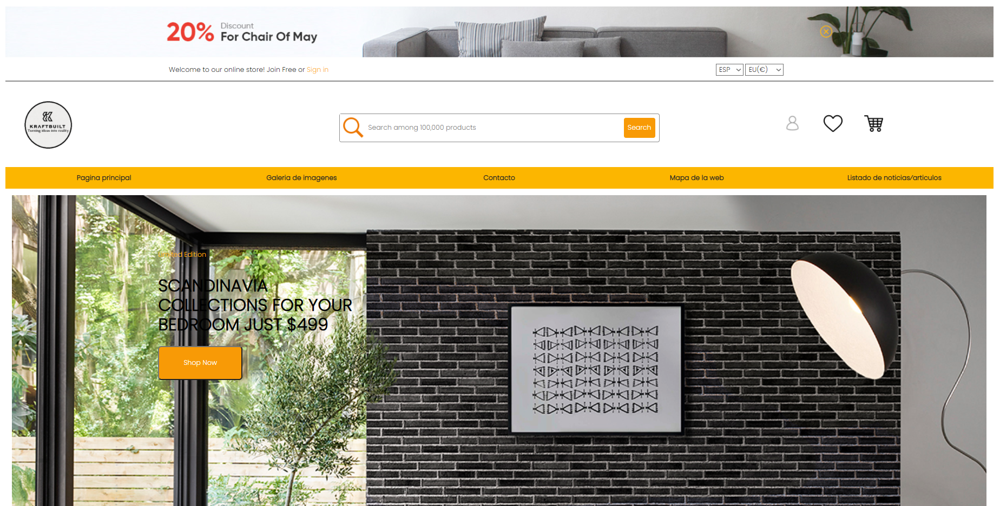 20%
Discount
For Chair Of May
Welcome to our online store! Join Free or Sign in
ESP
EU(€)
KRAFTBUILT
Turning ideas into reality
Search among 100,000 products
Search
Pagina principal
Galeria de imagenes
Contacto
Mapa de la web
Listado de noticias/articulos
Limited Edition
SCANDINAVIA
COLLECTIONS FOR YOUR
BEDROOM JUST $499
Shop Now